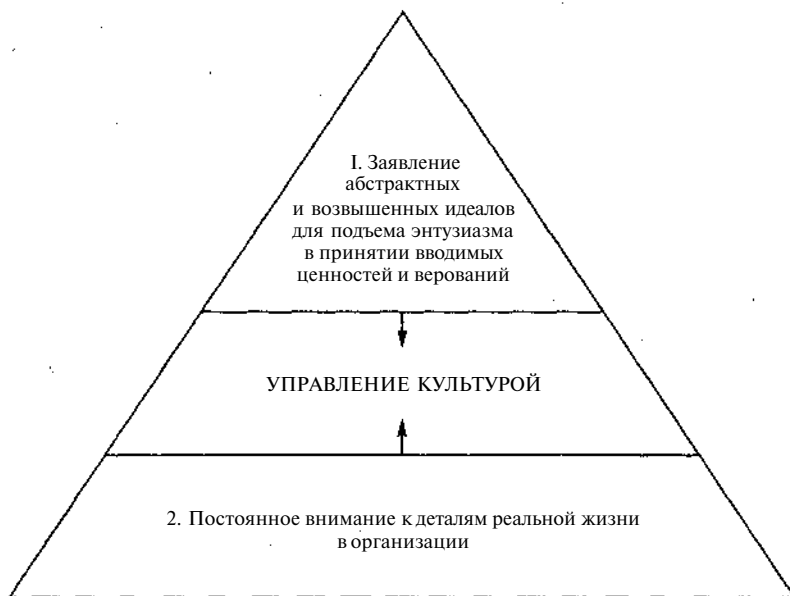 I. Заявление
абстрактных
и возвышенных идеалов
для подъема энтузиазма
в принятии вводимых
ценностей и верований
УПРАВЛЕНИЕ КУЛЬТУРОЙ
2. Постоянное внимание к деталям реальной жизни
в организации